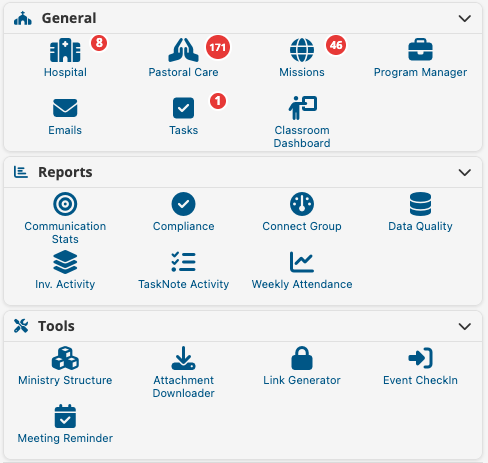 General
8
171
46
Hospital
Pastoral Care
Missions
Program Manager
1
Emails
Tasks
Classroom
Dashboard
Reports
Communication
Stats
Compliance
Connect Group
Data Quality
Inv. Activity
TaskNote Activity
Weekly Attendance
Tools
Ministry Structure
Attachment
Downloader
Link Generator
Event CheckIn
Meeting Reminder